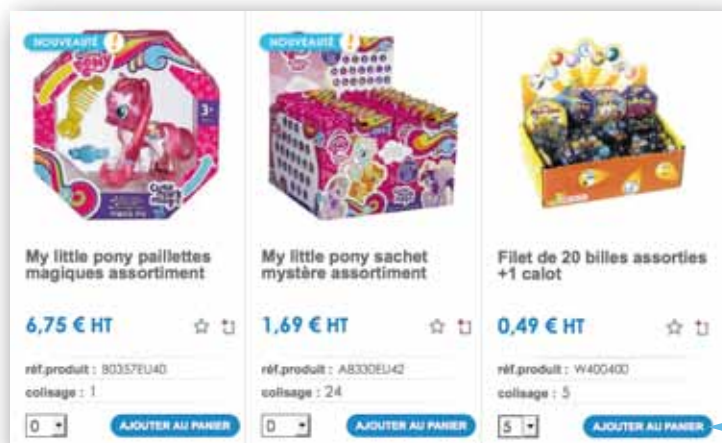 NOUVEAUTÉ !
PONY
3+
My little pony paillettes
magiques assortiment
6,75 € HT
réf.produit : B0357EU40
colisage : 1
0
AJOUTER AU PANIER
NOUVEAUTÉ !
My little pony sachet
mystère assortiment
1,69 € HT
réf.produit : A8330EU42
colisage : 24
0
AJOUTER AU PANIER
Filet de 20 billes assorties
+1 calot
0,49 € HT
réf.produit : W400400
colisage : 5
5
AJOUTER AU PANIER